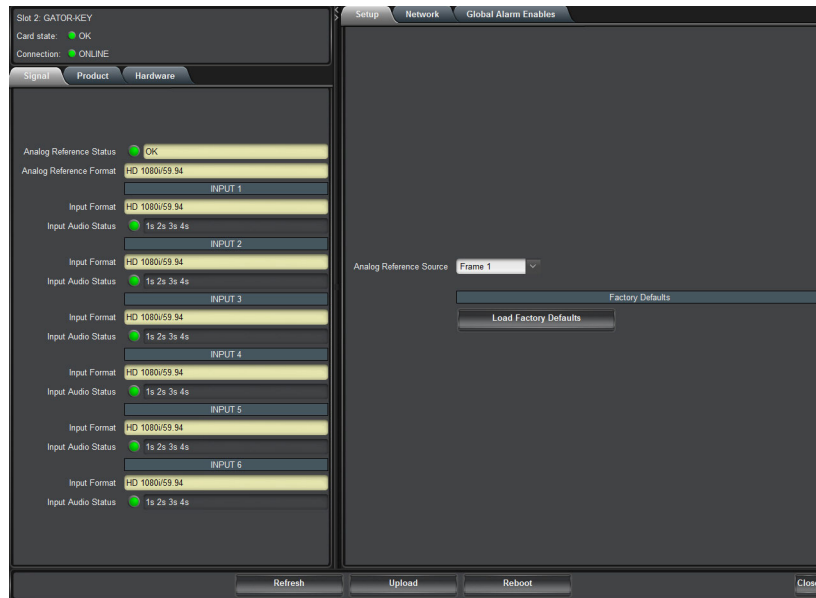 Slot 2: GATOR-KEY
Card state: OK
Connection: ONLINE
Signal Product Hardware
Analog Reference Status OK
Analog Reference Format HD 1080i/59.94
INPUT 1
Input Format HD 1080i/59.94
Input Audio Status 1s 2s 3s 4s
INPUT 2
Input Format HD 1080i/59.94
Input Audio Status 1s 2s 3s 4s
INPUT 3
Input Format HD 1080i/59.94
Input Audio Status 1s 2s 3s 4s
INPUT 4
Input Format HD 1080i/59.94
Input Audio Status 1s 2s 3s 4s
INPUT 5
Input Format HD 1080i/59.94
Input Audio Status 1s 2s 3s 4s
INPUT 6
Input Format HD 1080i/59.94
Input Audio Status 1s 2s 3s 4s
Setup Network Global Alarm Enables
Analog Reference Source Frame 1
Factory Defaults
Load Factory Defaults
Refresh Upload Reboot Close